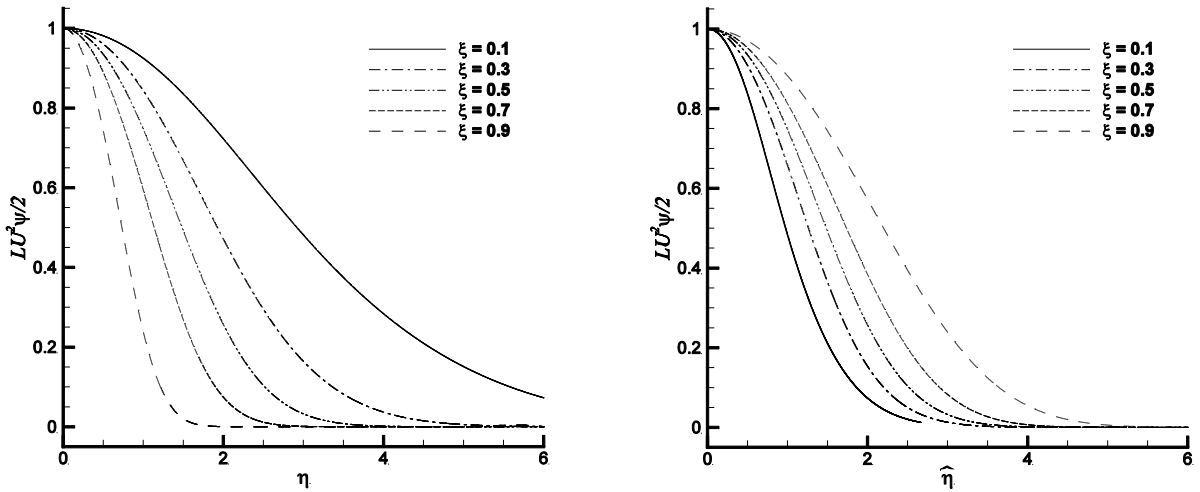 1
0.8
0.6
0.4
0.2
0
LU²ψ/2
0 2 4 6
η
ξ = 0.1
ξ = 0.3
ξ = 0.5
ξ = 0.7
ξ = 0.9
1
0.8
0.6
0.4
0.2
0
LU²ψ/2
0 2 4 6
η̂
ξ = 0.1
ξ = 0.3
ξ = 0.5
ξ = 0.7
ξ = 0.9